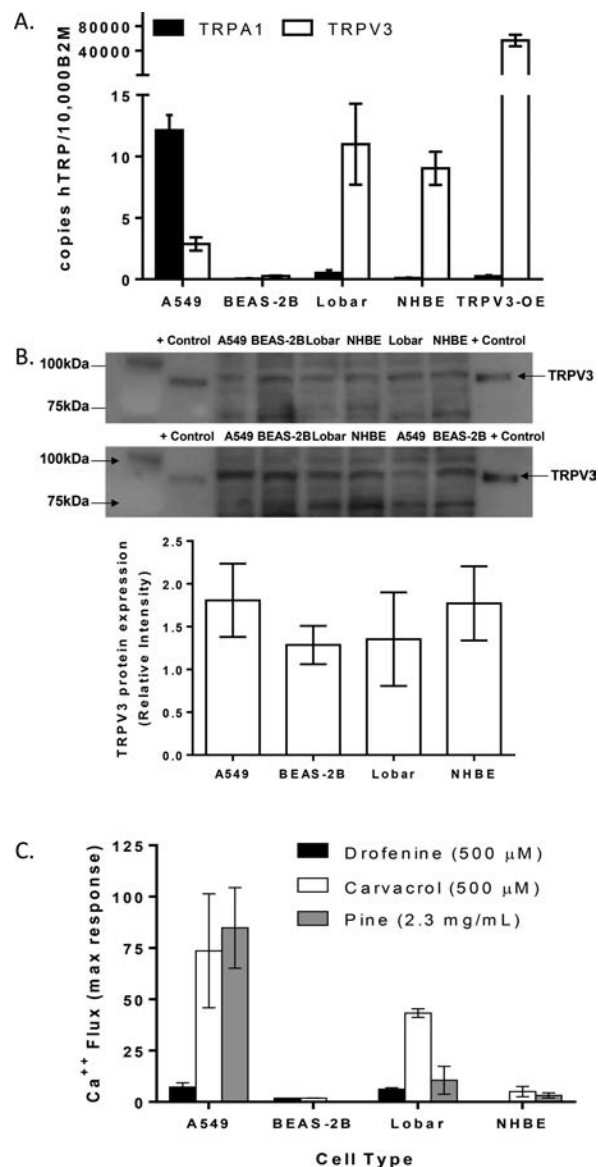 A.
TRPA1 TRPV3
80000
40000
15
10
5
0
copies hTRP/10,000B2M
A549 BEAS-2B Lobar NHBE TRPV3-OE
B.
+ Control A549 BEAS-2B Lobar NHBE Lobar NHBE + Control
100kDa
TRPV3
75kDa
+ Control A549 BEAS-2B Lobar NHBE A549 BEAS-2B + Control
100kDa
TRPV3
75kDa
2.5
2.0
1.5
1.0
0.5
0.0
TRPV3 protein expression
(Relative Intensity)
A549 BEAS-2B Lobar NHBE
C.
125
100
75
50
25
0
Ca++ Flux (max response)
Drofenine (500 μM)
Carvacrol (500 μM)
Pine (2.3 mg/mL)
A549 BEAS-2B Lobar NHBE
Cell Type